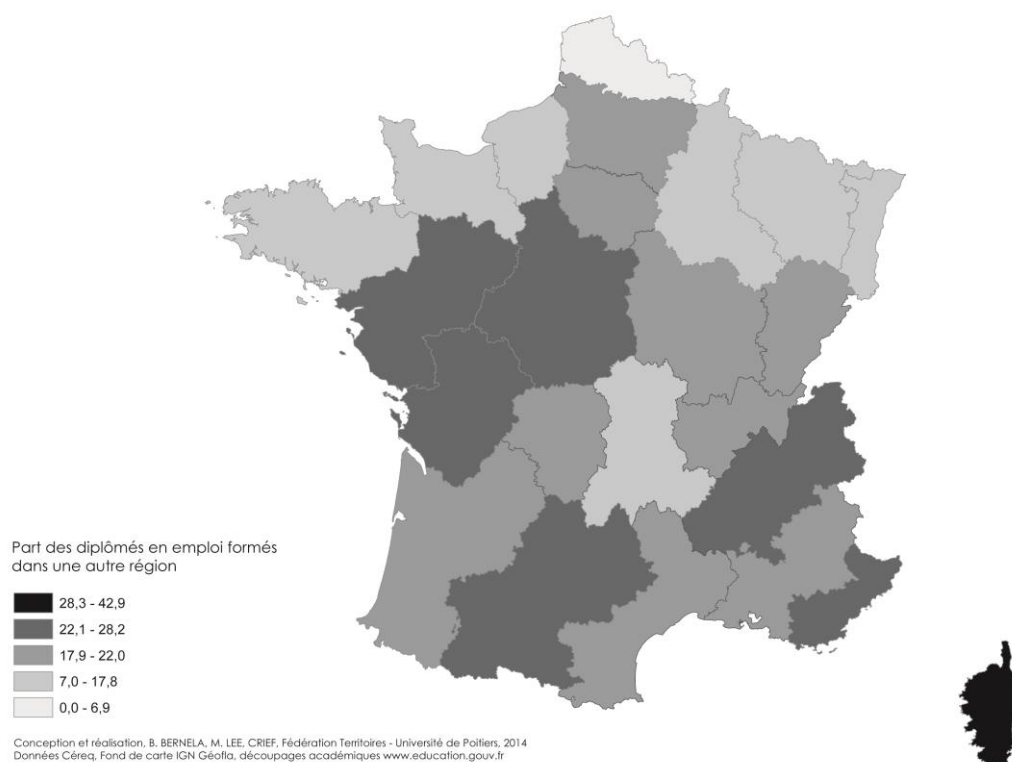 Part des diplômés en emploi formés
dans une autre région
28,3 - 42,9
22,1 - 28,2
17,9 - 22,0
7,0 - 17,8
0,0 - 6,9
Conception et réalisation, B. BERNELA, M. LEE, CRIEF, Fédération Territoires - Université de Poitiers, 2014
Données Céreq, Fond de carte IGN Géofla, découpages académiques www.education.gouv.fr